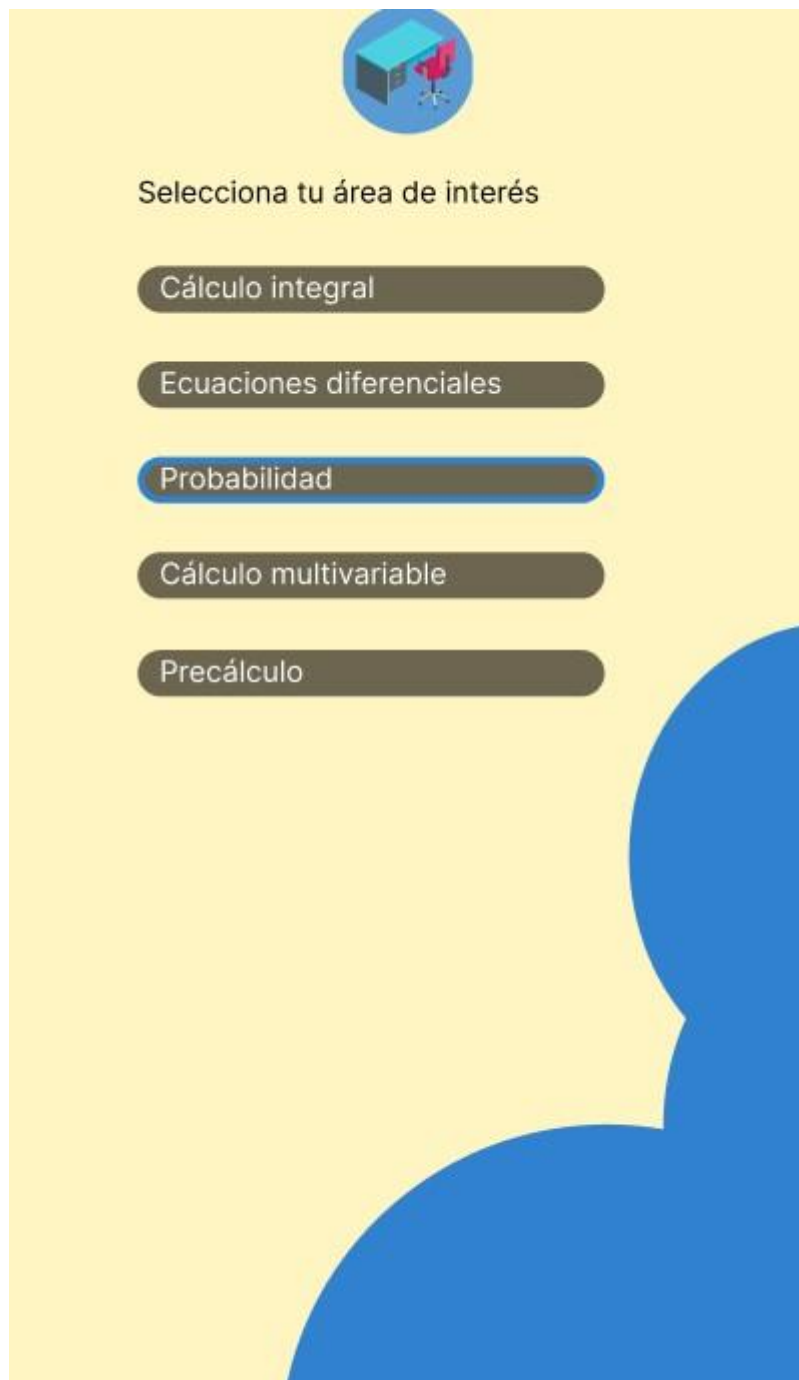 Selecciona tu área de interés
Cálculo integral
Ecuaciones diferenciales
Probabilidad
Cálculo multivariable
Precálculo